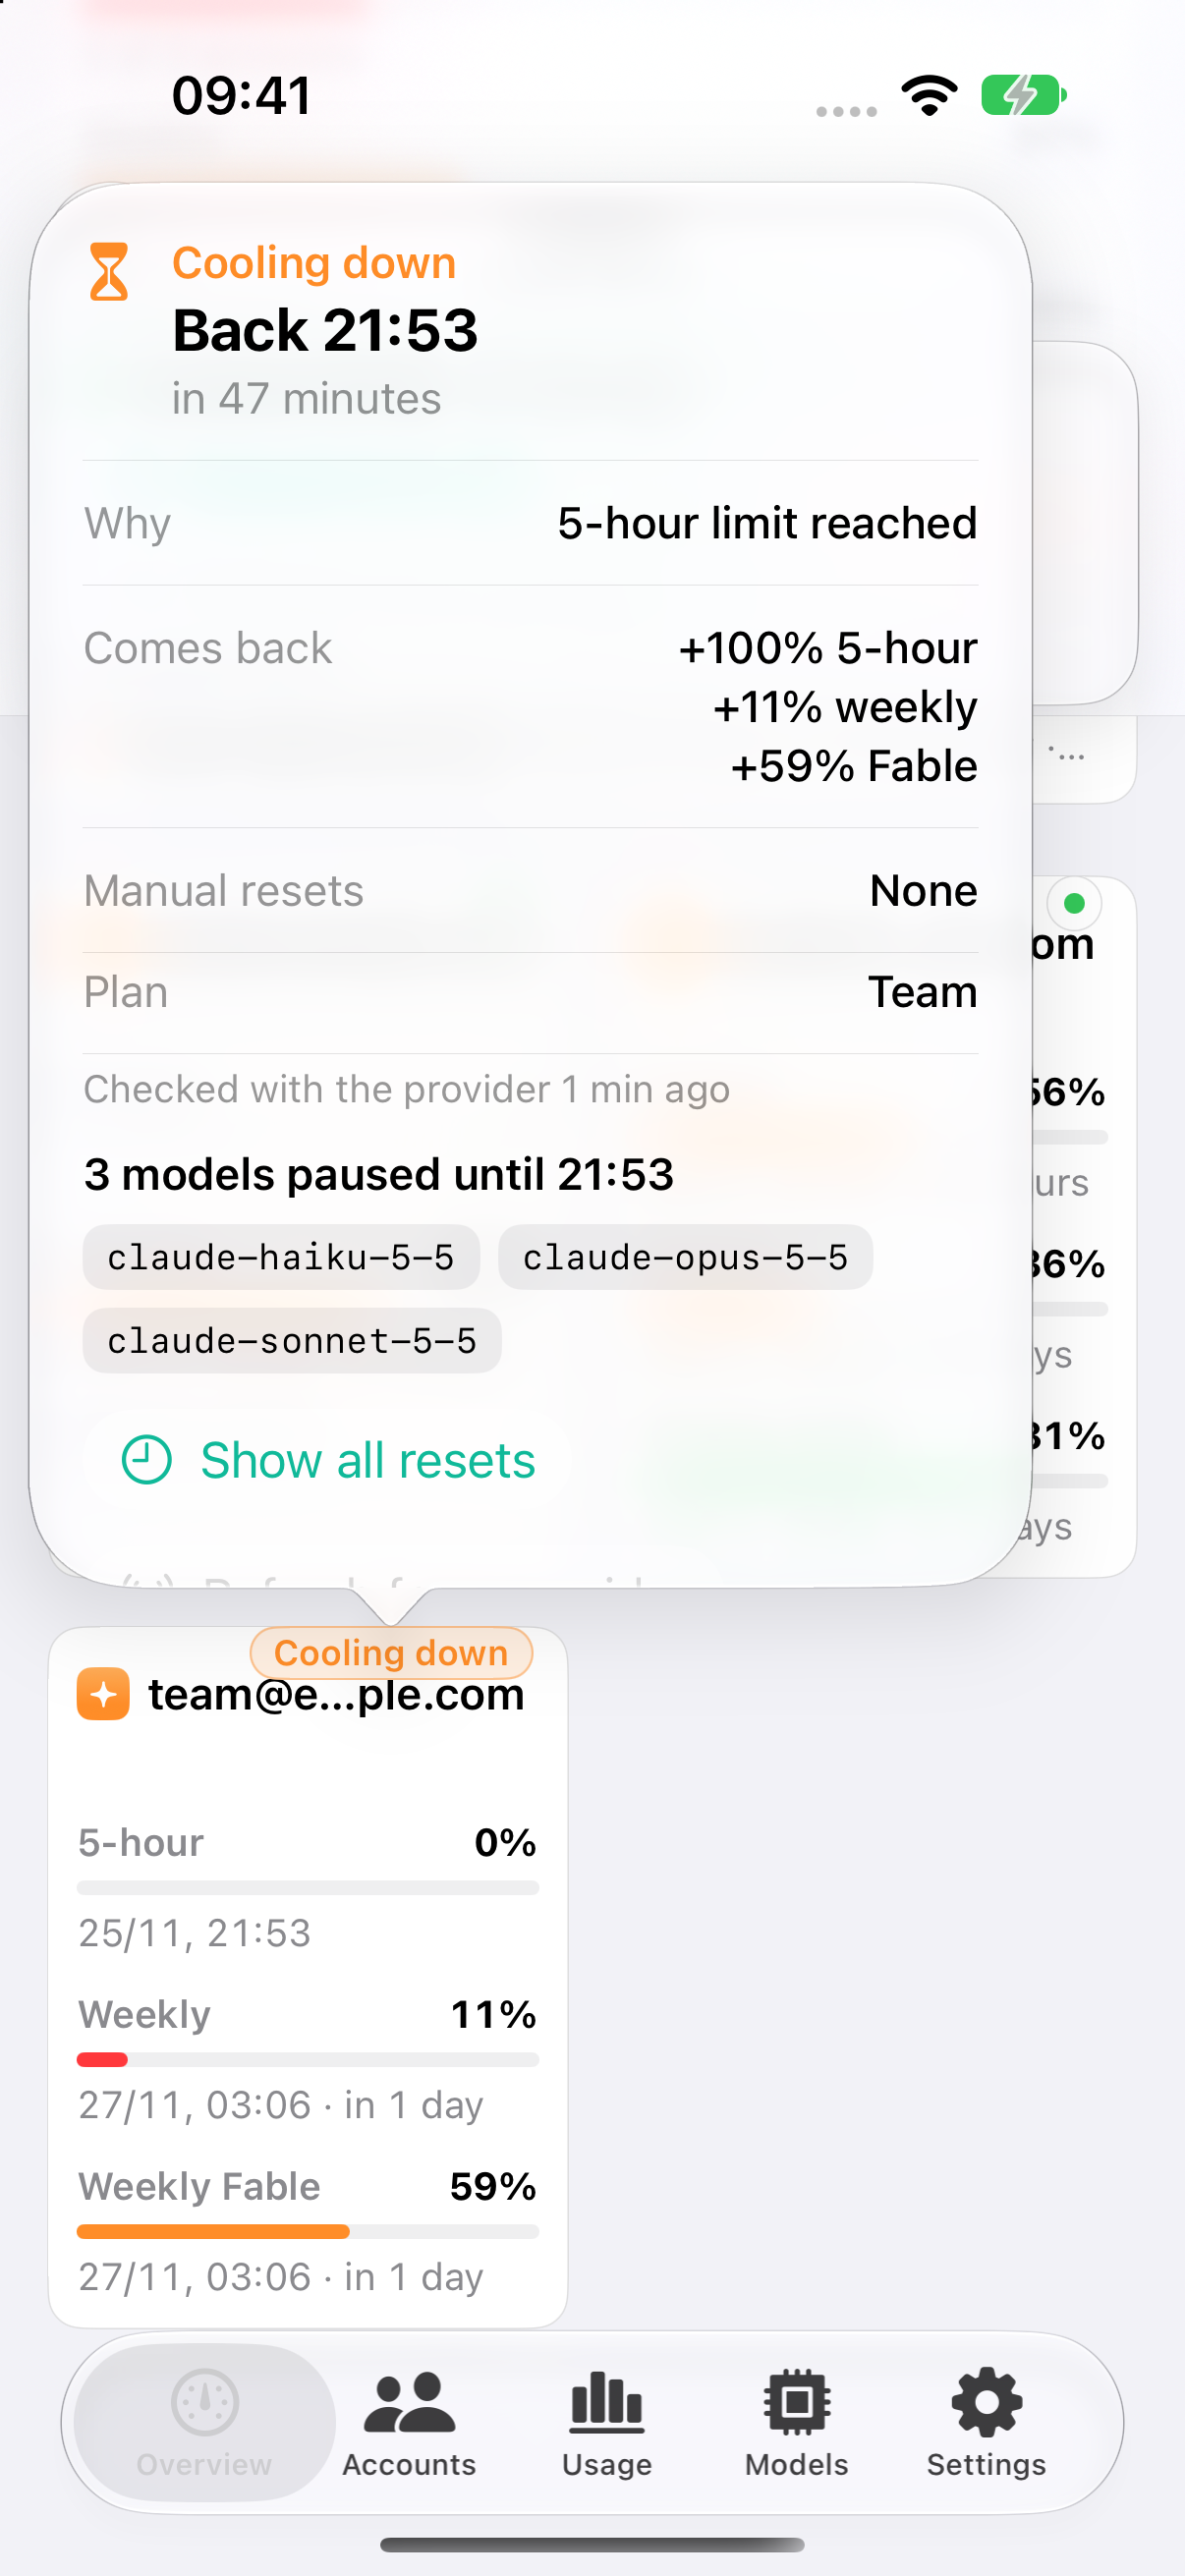 09:41
Cooling down
Back 21:53
in 47 minutes
Why 5-hour limit reached
Comes back +100% 5-hour
+11% weekly
+59% Fable
Manual resets None
Plan Team
Checked with the provider 1 min ago
3 models paused until 21:53
claude-haiku-5-5 claude-opus-5-5
claude-sonnet-5-5
Show all resets
Cooling down
team@e...ple.com
5-hour 0%
25/11, 21:53
Weekly 11%
27/11, 03:06 · in 1 day
Weekly Fable 59%
27/11, 03:06 · in 1 day
Overview Accounts Usage Models Settings